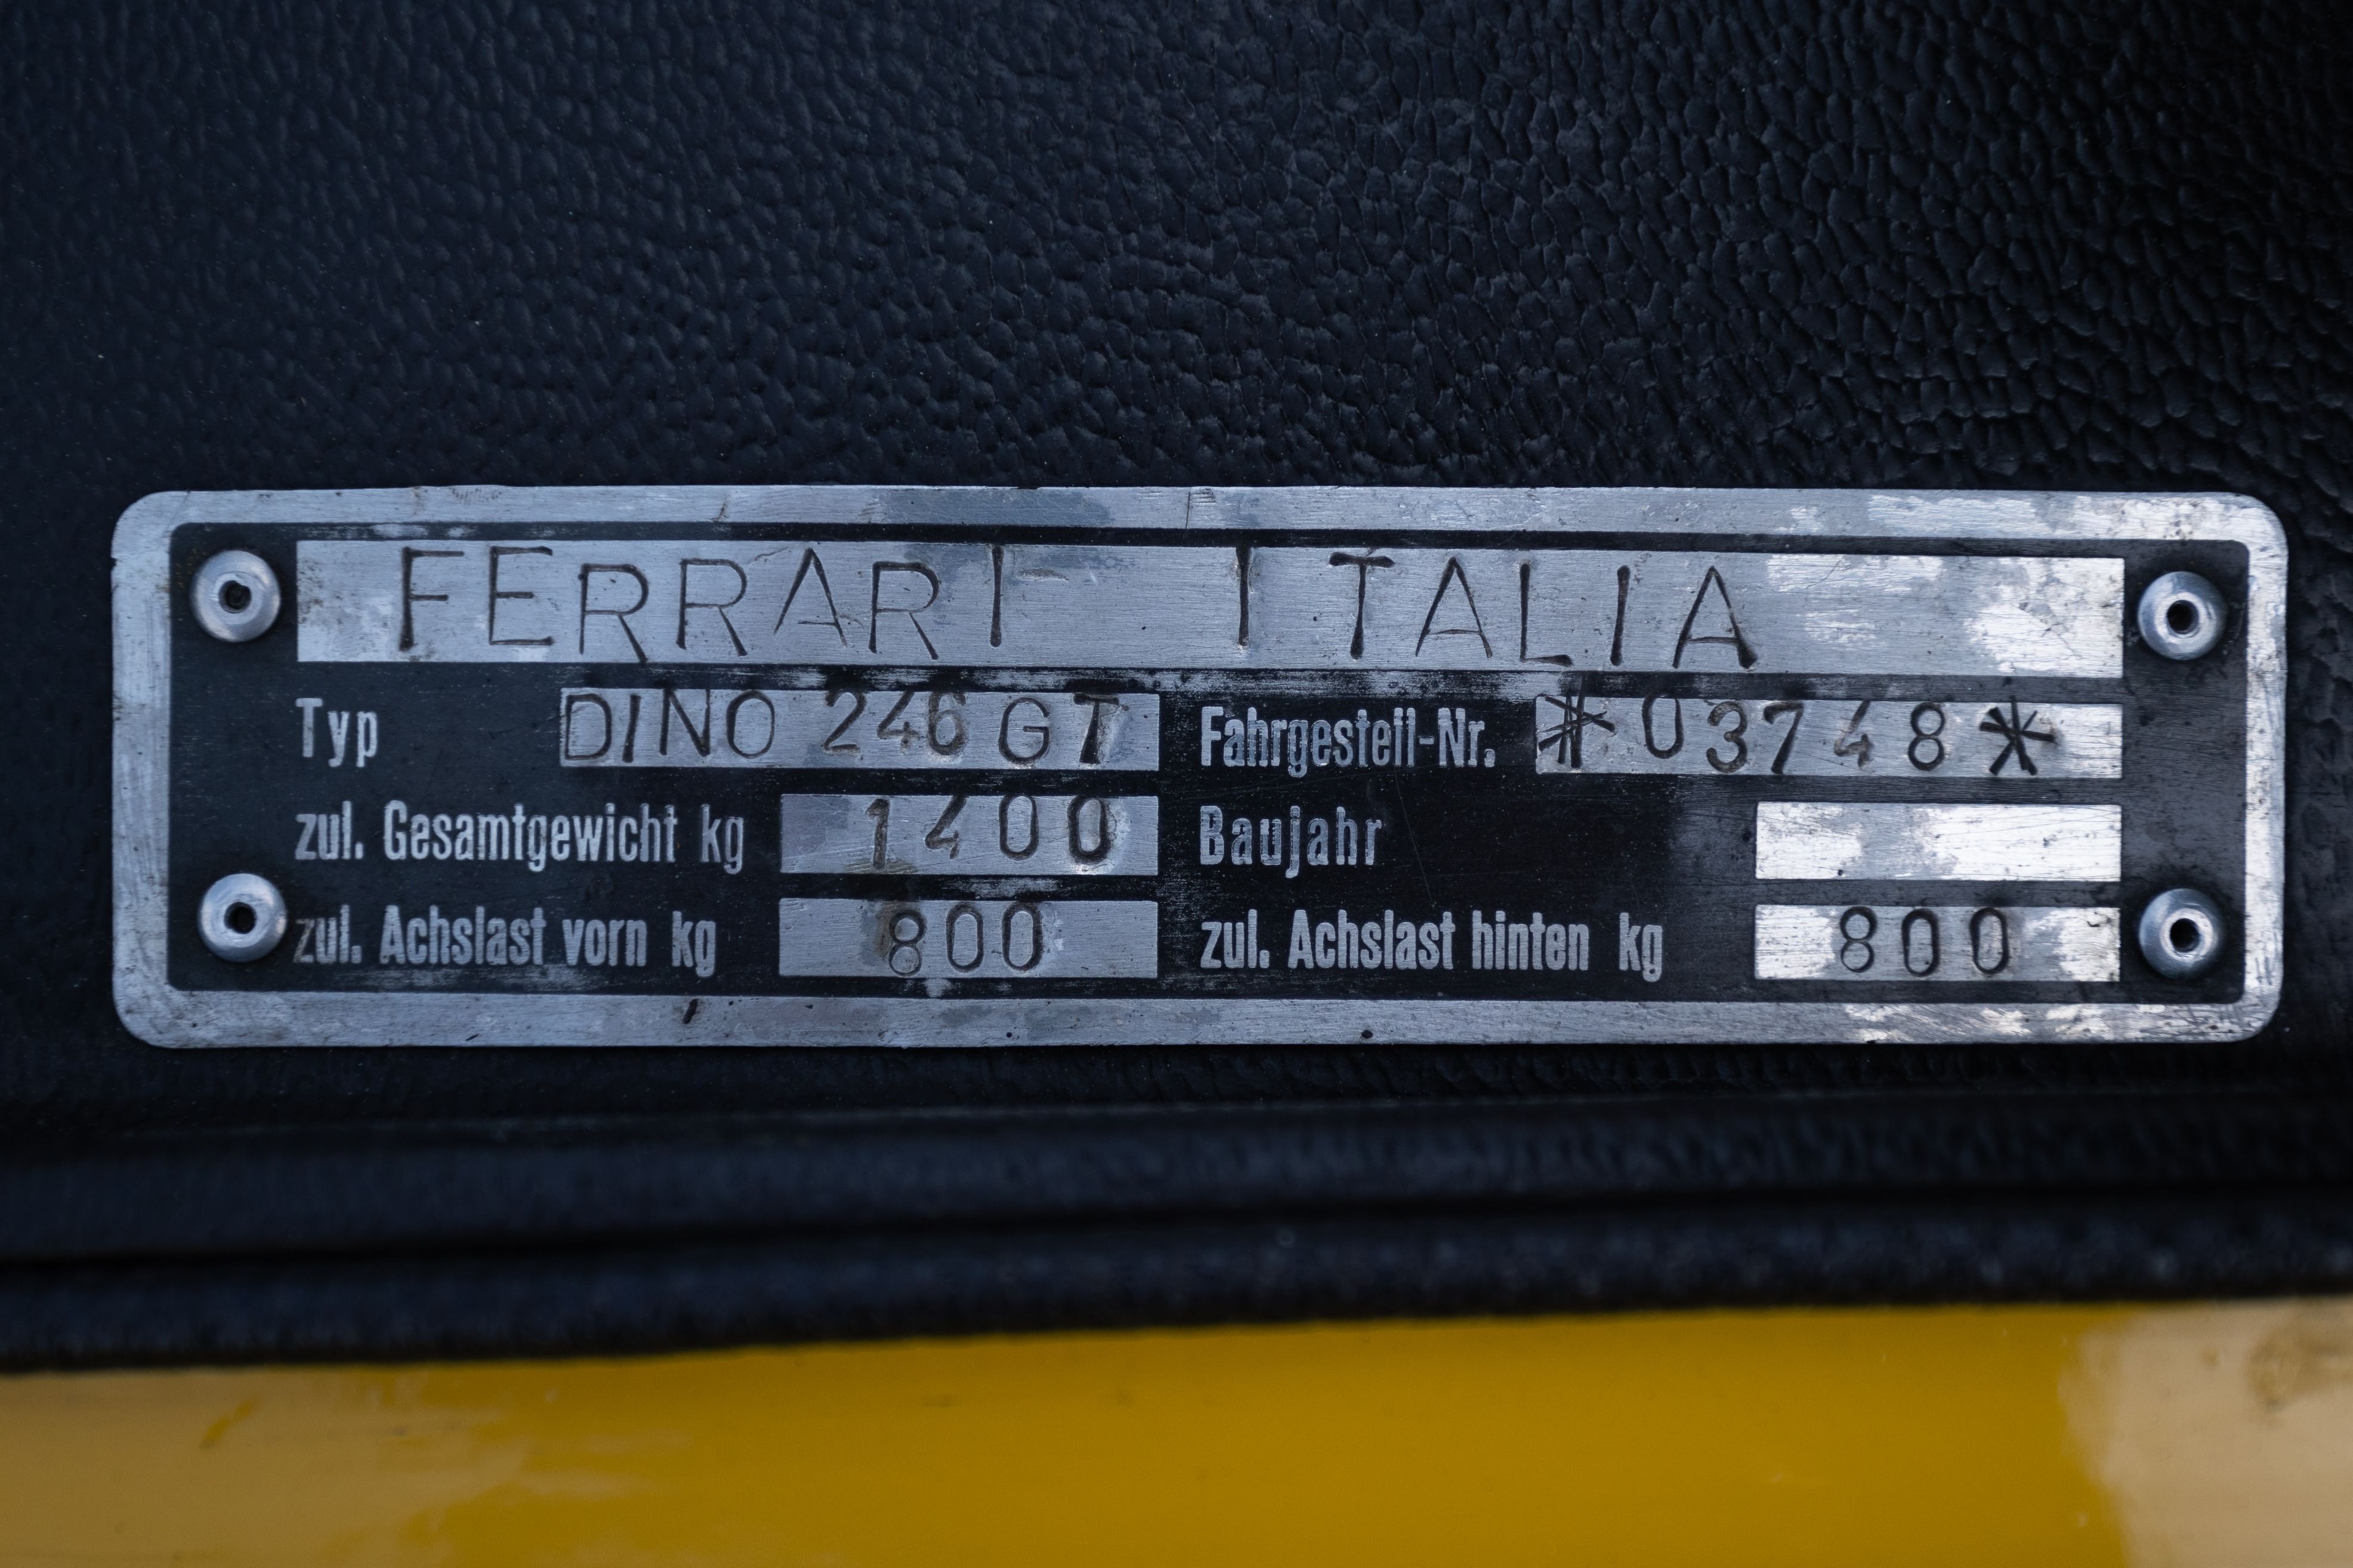 FERRARI ITALIA
Typ DINO 246 GT Fahrgestell-Nr. *03748*
zul. Gesamtgewicht kg 1400 Baujahr
zul. Achslast vorn kg 800 zul. Achslast hinten kg 800